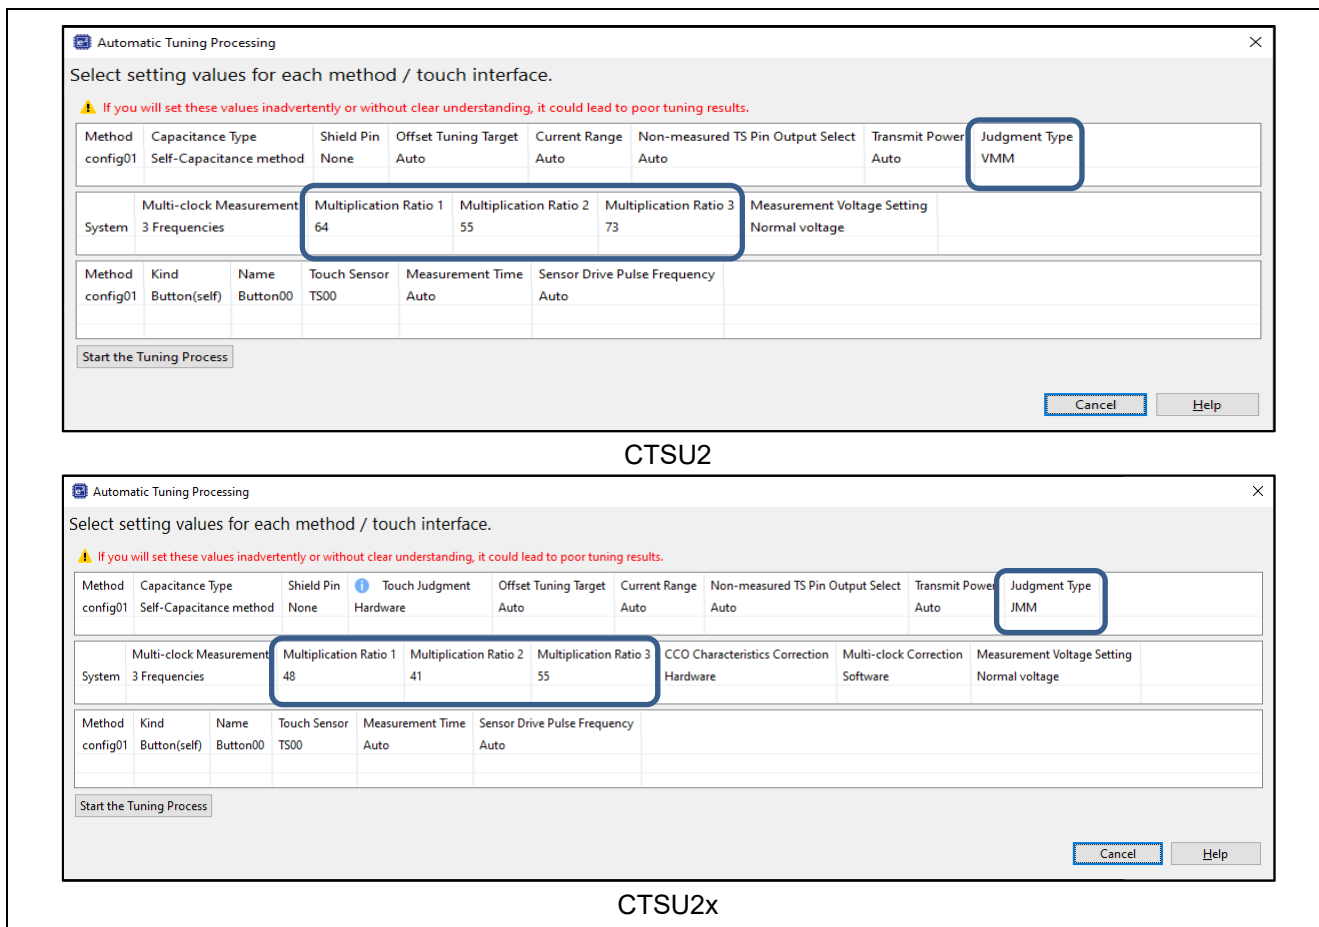 Automatic Tuning Processing
Select setting values for each method / touch interface.
If you will set these values inadvertently or without clear understanding, it could lead to poor tuning results.
Method Capacitance Type Shield Pin Offset Tuning Target Current Range Non-measured TS Pin Output Select Transmit Power Judgment Type
config01 Self-Capacitance method None Auto Auto Auto Auto VMM
Multi-clock Measurement Multiplication Ratio 1 Multiplication Ratio 2 Multiplication Ratio 3 Measurement Voltage Setting
System 3 Frequencies 64 55 73 Normal voltage
Method Kind Name Touch Sensor Measurement Time Sensor Drive Pulse Frequency
config01 Button(self) Button00 TS00 Auto Auto
Start the Tuning Process
Cancel Help
CTSU2
Automatic Tuning Processing
Select setting values for each method / touch interface.
If you will set these values inadvertently or without clear understanding, it could lead to poor tuning results.
Method Capacitance Type Shield Pin Touch Judgment Offset Tuning Target Current Range Non-measured TS Pin Output Select Transmit Power Judgment Type
config01 Self-Capacitance method None Hardware Auto Auto Auto Auto JMM
Multi-clock Measurement Multiplication Ratio 1 Multiplication Ratio 2 Multiplication Ratio 3 CCO Characteristics Correction Multi-clock Correction Measurement Voltage Setting
System 3 Frequencies 48 41 55 Hardware Software Normal voltage
Method Kind Name Touch Sensor Measurement Time Sensor Drive Pulse Frequency
config01 Button(self) Button00 TS00 Auto Auto
Start the Tuning Process
Cancel Help
CTSU2x